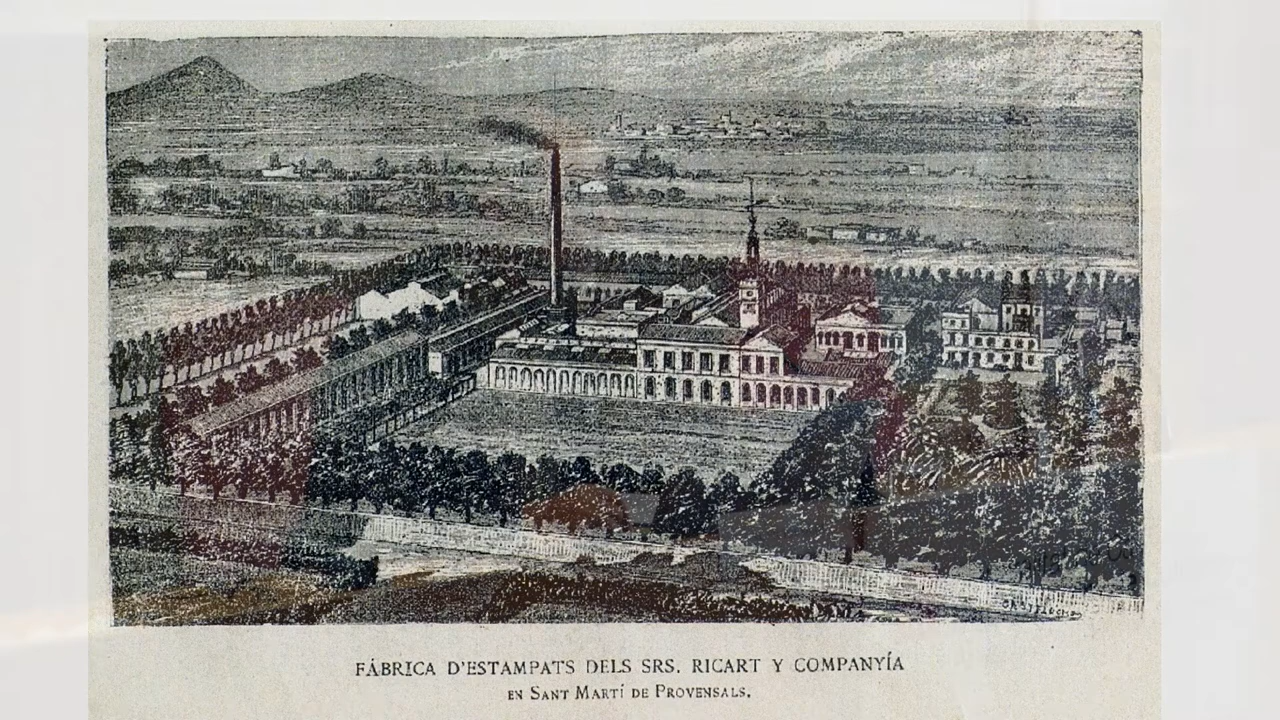 FÁBRICA D'ESTAMPATS DELS SRS. RICART Y COMPANYÍA
EN SANT MARTÍ DE PROVENSALS.